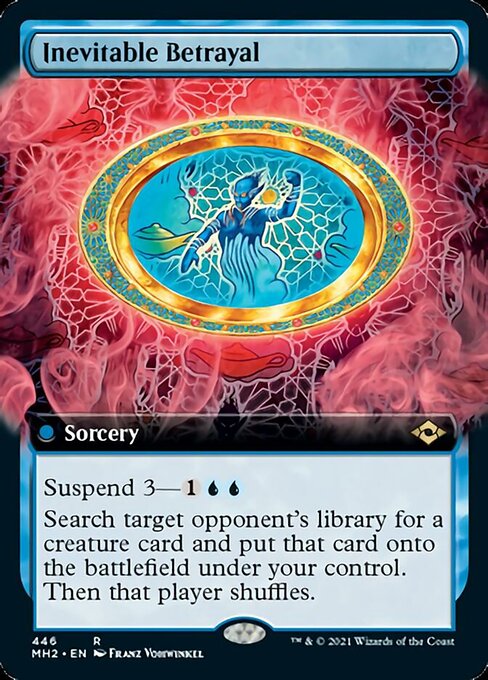 Inevitable Betrayal
Sorcery
Suspend 3—1
Search target opponent's library for a
creature card and put that card onto
the battlefield under your control.
Then that player shuffles.
446 R
MH2 • EN Franz Vohwinkel
™ & © 2021 Wizards of the Coast